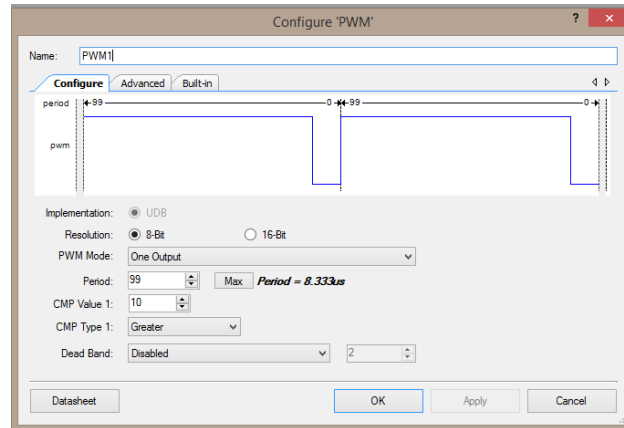 Configure 'PWM'
? ×
Name: PWM1
Configure Advanced Built-in
period 99 0 99 0
pwm
Implementation: UDB
Resolution: 8-Bit 16-Bit
PWM Mode: One Output
Period: 99 Max Period = 8.333us
CMP Value 1: 10
CMP Type 1: Greater
Dead Band: Disabled 2
Datasheet OK Apply Cancel